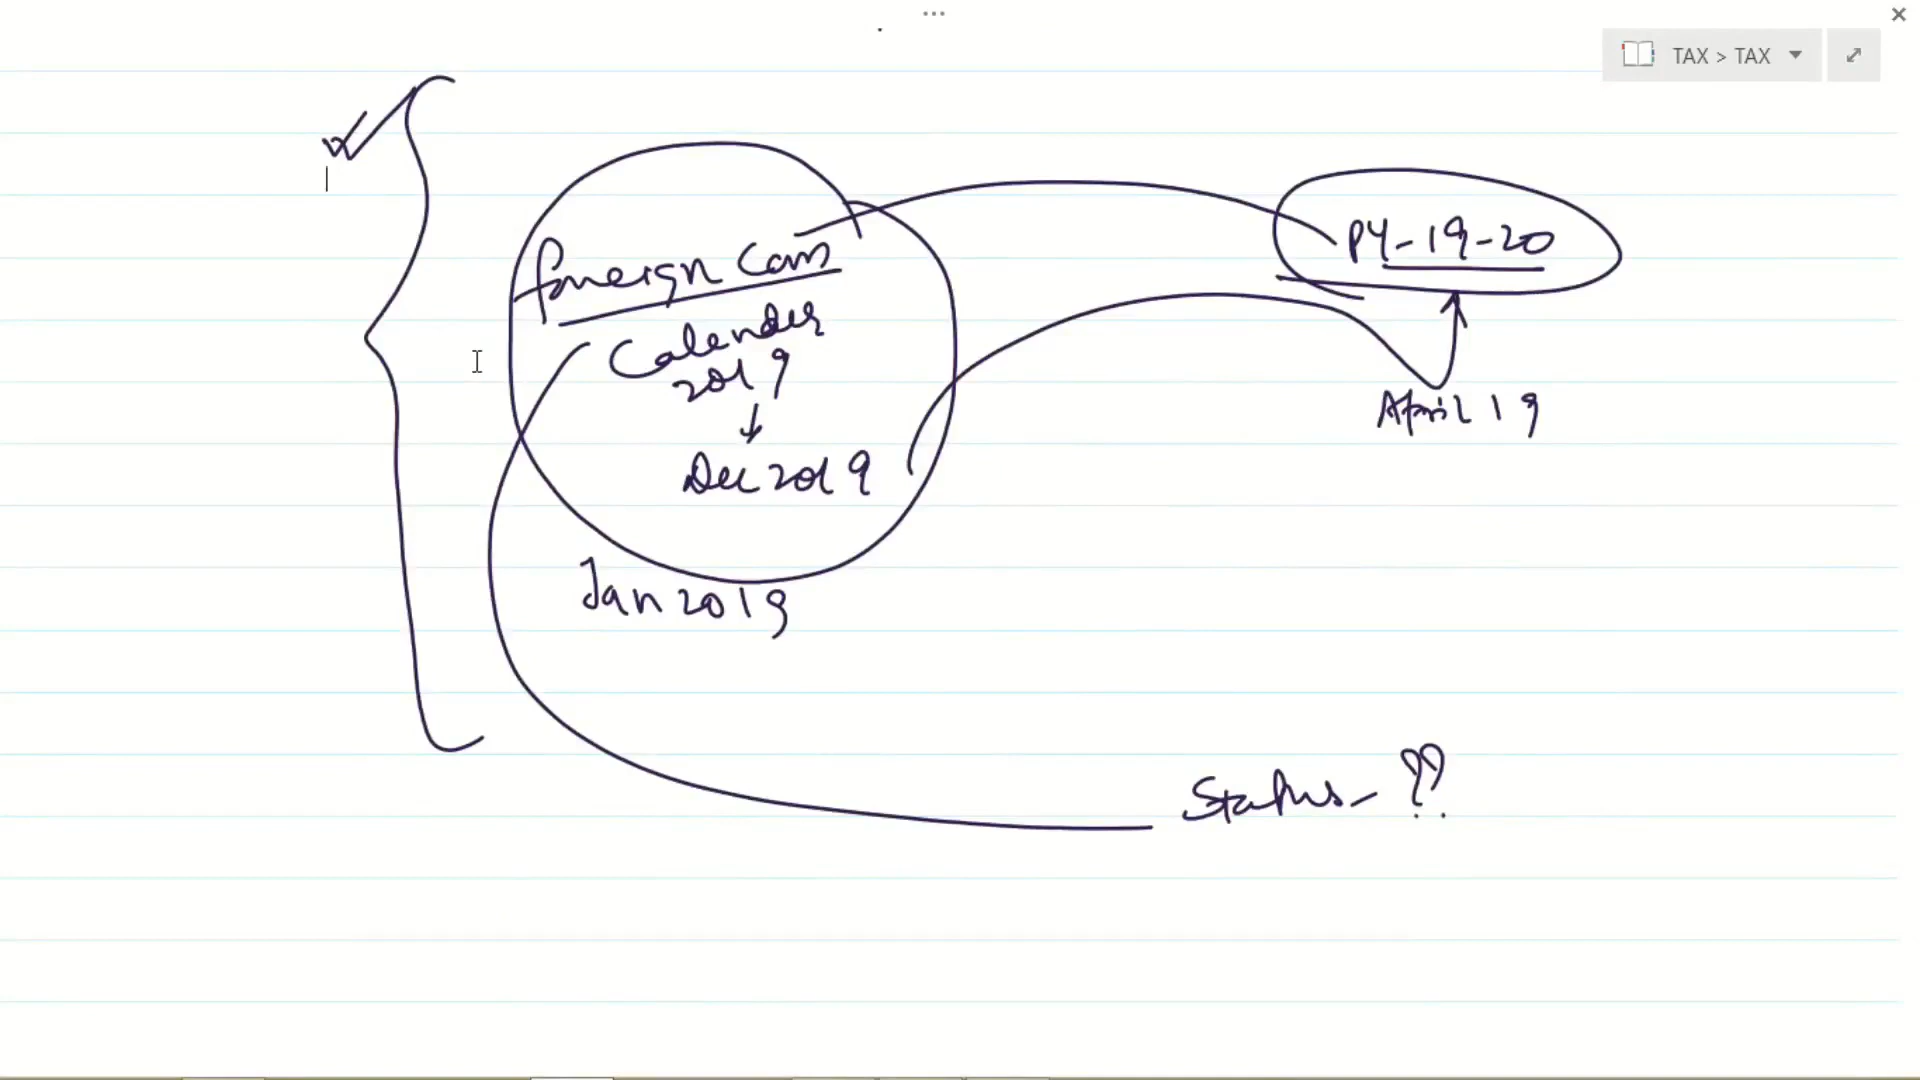 TAX > TAX
foreign Com
PY-19-20
Calender
2019
Dec 2019
April 19
Jan 2019
Status - ??